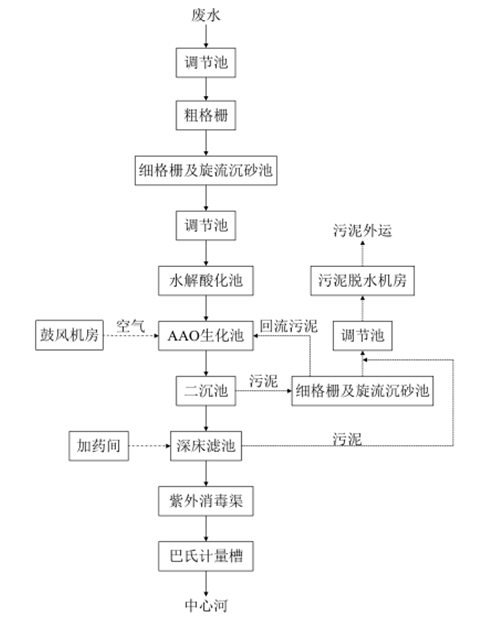 废水
调节池
粗格栅
细格栅及旋流沉砂池
调节池
污泥外运
水解酸化池
污泥脱水机房
鼓风机房
空气
AAO生化池
回流污泥
调节池
二沉池
污泥
细格栅及旋流沉砂池
加药间
深床滤池
污泥
紫外消毒渠
巴氏计量槽
中心河